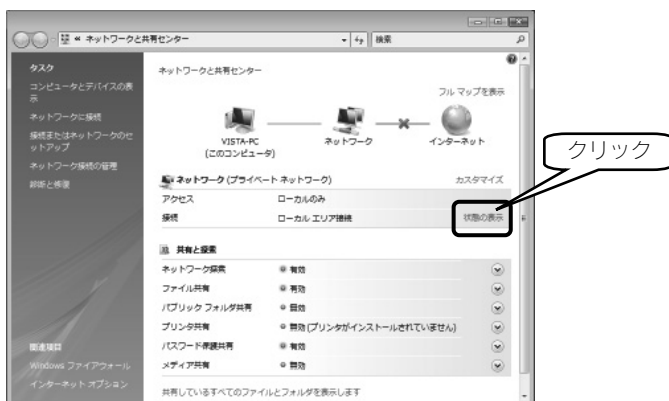 « ネットワークと共有センター
検索
タスク
コンピュータとデバイスの表
示
ネットワークに接続
接続またはネットワークのセ
ットアップ
ネットワーク接続の管理
診断と修復
関連項目
Windows ファイアウォール
インターネット オプション
ネットワークと共有センター
フル マップを表示
VISTA-PC
(このコンピュータ)
ネットワーク
インターネット
ネットワーク (プライベート ネットワーク)
カスタマイズ
アクセス ローカルのみ
接続 ローカル エリア接続 状態の表示
クリック
共有と探索
ネットワーク探索 有効
ファイル共有 有効
パブリック フォルダ共有 無効
プリンタ共有 無効 (プリンタがインストールされていません)
パスワード保護共有 有効
メディア共有 無効
共有しているすべてのファイルとフォルダを表示します